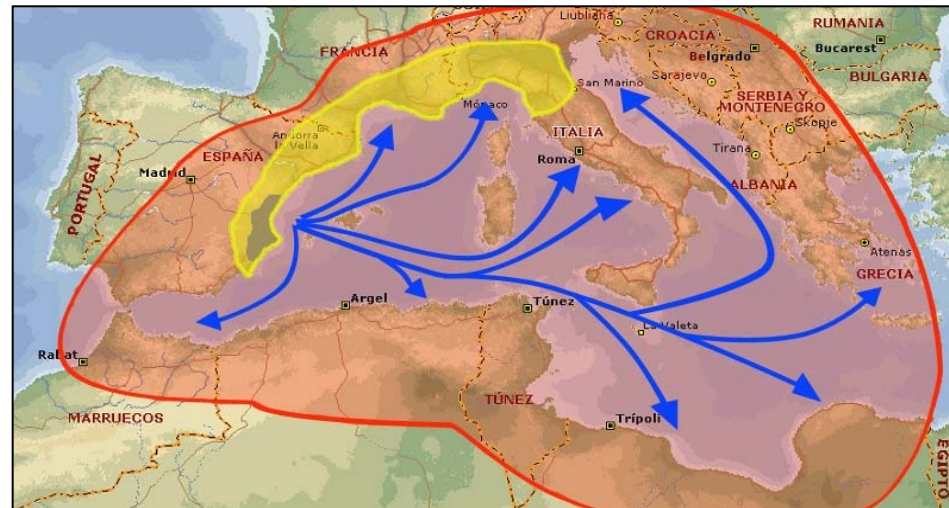 Liubliana
RUMANIA
CROACIA
FRANCIA
Belgrado
Bucarest
San Marino
Sarajevo
BULGARIA
SERBIA Y
MONTENEGRO
Mónaco
Andorra
la Vella
ITALIA
Skopje
ESPAÑA
Roma
Tirana
Madrid
ALBANIA
PORTUGAL
Atenas
GRECIA
Argel
Túnez
La Valeta
Rabat
TÚNEZ
MARRUECOS
Trípoli
EGIPTO